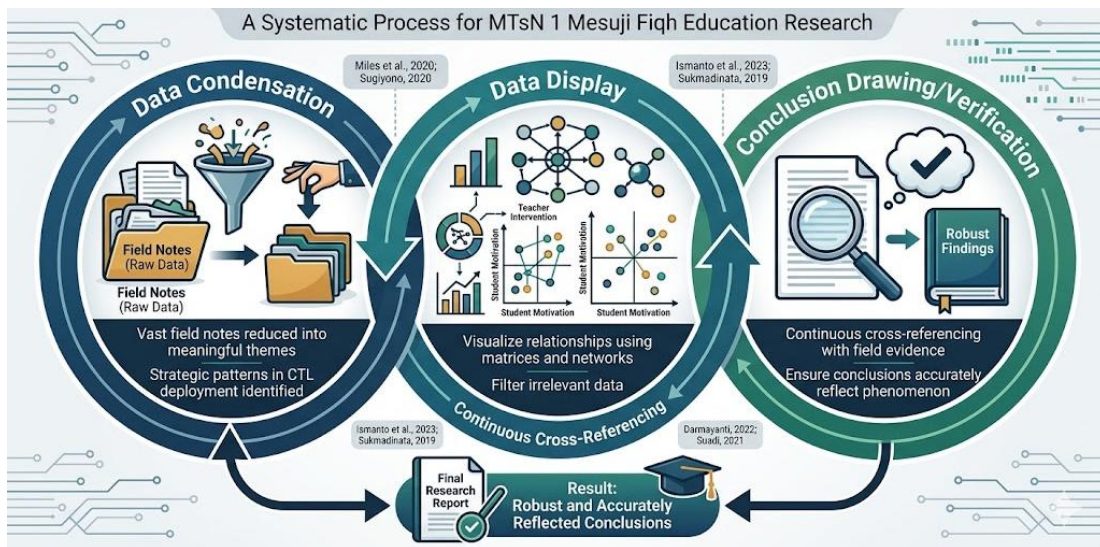 A Systematic Process for MTsN 1 Mesuji Fiqh Education Research
Miles et al., 2020;
Sugiyono, 2020
Ismanto et al., 2023;
Sukmadinata, 2019
Data Condensation
Field Notes
(Raw Data)
Field Notes
(Raw Data)
Vast field notes reduced into
meaningful themes
Strategic patterns in CTL
deployment identified
Data Display
Teacher
Intervention
Student Motivation
Student Motivation
Student Motivation
Student Motivation
Visualize relationships using
matrices and networks
Filter irrelevant data
Continuous Cross-Referencing
Conclusion Drawing/Verification
Robust
Findings
Continuous cross-referencing
with field evidence
Ensure conclusions accurately
reflect phenomenon
Ismanto et al., 2023;
Sukmadinata, 2019
Darmayanti, 2022;
Suadi, 2021
Final
Research
Report
Result:
Robust and Accurately
Reflected Conclusions